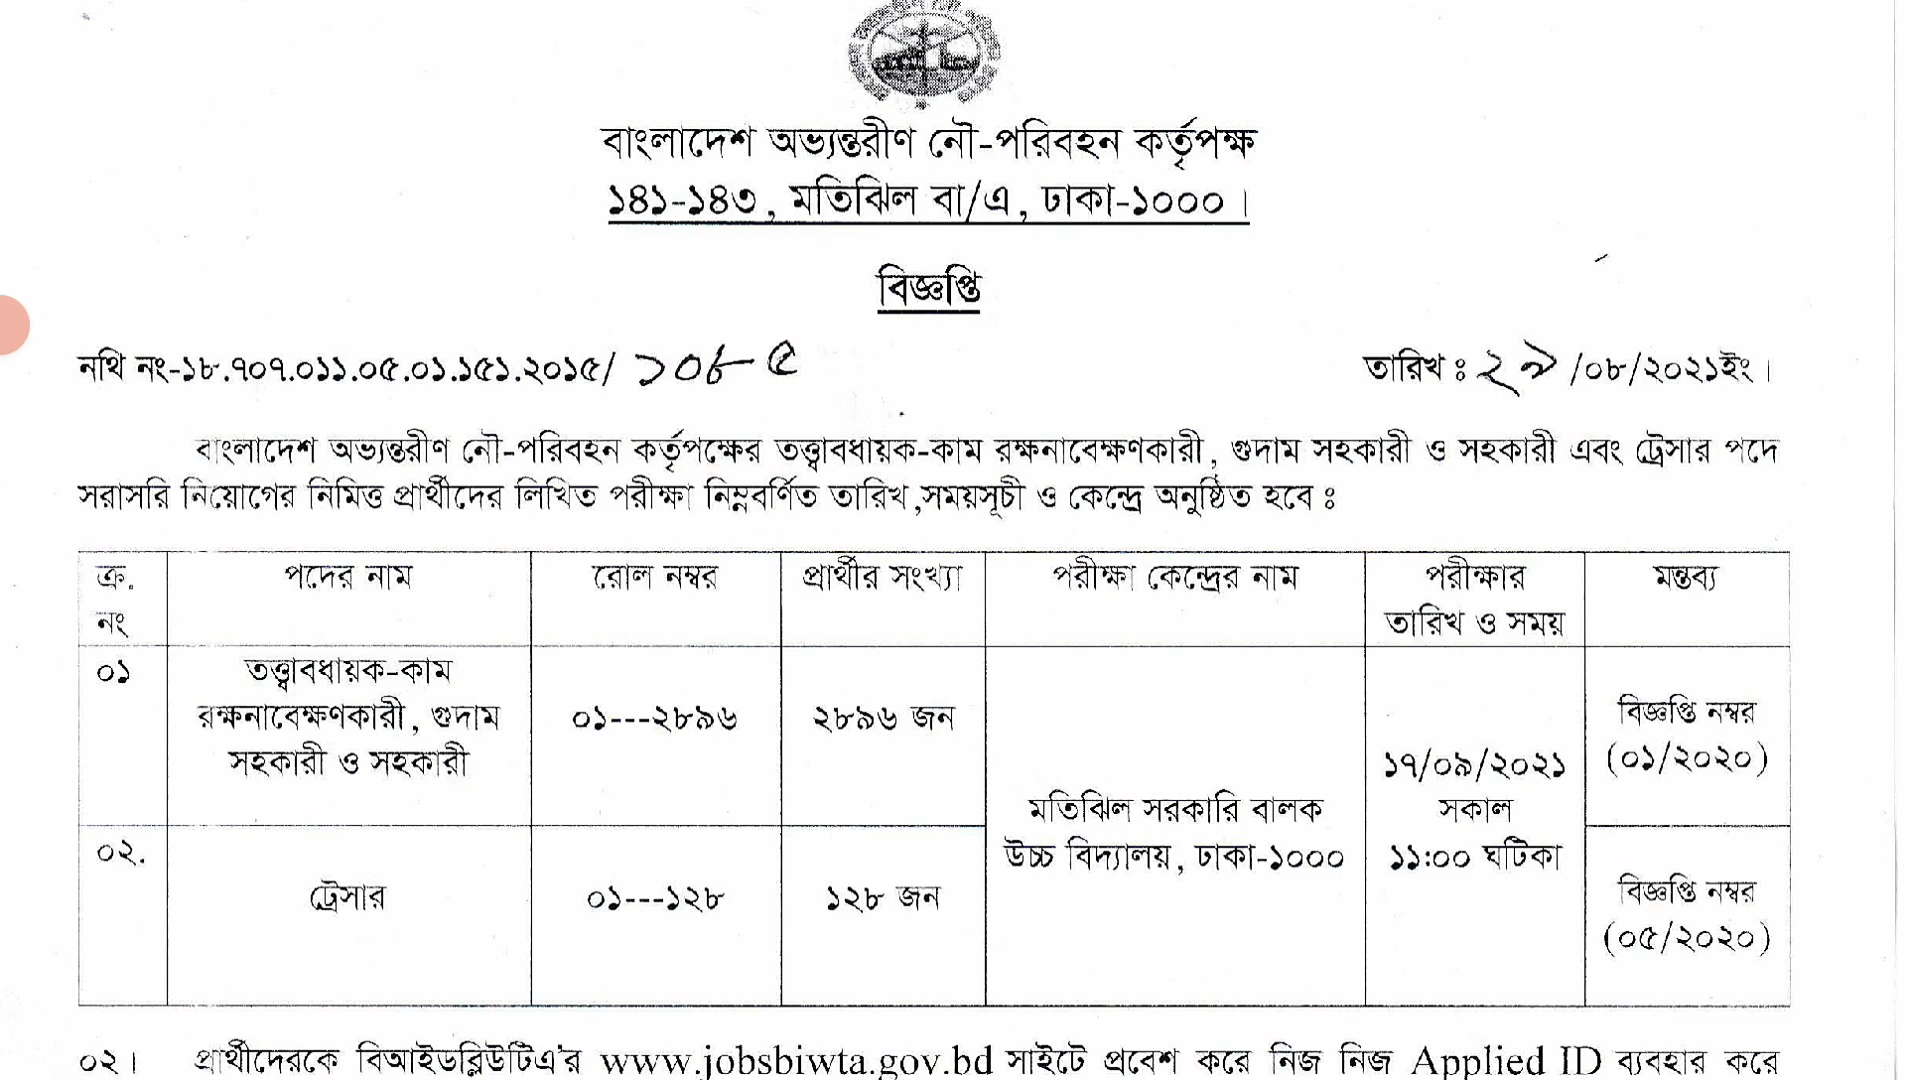 বাংলাদেশ অভ্যন্তরীণ নৌ-পরিবহন কর্তৃপক্ষ
১৪১-১৪৩, মতিঝিল বা/এ, ঢাকা-১০০০।
বিজ্ঞপ্তি
নথি নং-১৮.৭০৭.০১১.০৫.০১.১৫১.২০১৫/ ১০৮৫
তারিখ ঃ ২৯ /০৮/২০২১ইং।
বাংলাদেশ অভ্যন্তরীণ নৌ-পরিবহন কর্তৃপক্ষের তত্ত্বাবধায়ক-কাম রক্ষনাবেক্ষণকারী, গুদাম সহকারী ও সহকারী এবং ট্রেসার পদে
সরাসরি নিয়োগের নিমিত্ত প্রার্থীদের লিখিত পরীক্ষা নিম্নবর্ণিত তারিখ,সময়সূচী ও কেন্দ্রে অনুষ্ঠিত হবে ঃ
ক্র. নং
পদের নাম
রোল নম্বর
প্রার্থীর সংখ্যা
পরীক্ষা কেন্দ্রের নাম
পরীক্ষার
তারিখ ও সময়
মন্তব্য
০১
তত্ত্বাবধায়ক-কাম
রক্ষনাবেক্ষণকারী, গুদাম
সহকারী ও সহকারী
০১---২৮৯৬
২৮৯৬ জন
মতিঝিল সরকারি বালক
উচ্চ বিদ্যালয়, ঢাকা-১০০০
১৭/০৯/২০২১
সকাল
১১:০০ ঘটিকা
বিজ্ঞপ্তি নম্বর
(০১/২০২০)
০২.
ট্রেসার
০১---১২৮
১২৮ জন
বিজ্ঞপ্তি নম্বর
(০৫/২০২০)
০২। প্রার্থীদেরকে বিআইডব্লিউটিএ'র www.jobsbiwta.gov.bd সাইটে প্রবেশ করে নিজ নিজ Applied ID ব্যবহার করে